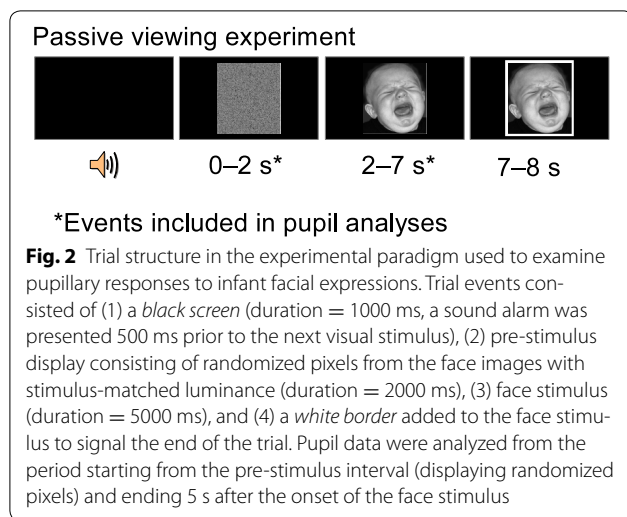 Passive viewing experiment
0–2 s* 2–7 s* 7–8 s
*Events included in pupil analyses
Fig. 2 Trial structure in the experimental paradigm used to examine
pupillary responses to infant facial expressions. Trial events con-
sisted of (1) a black screen (duration = 1000 ms, a sound alarm was
presented 500 ms prior to the next visual stimulus), (2) pre-stimulus
display consisting of randomized pixels from the face images with
stimulus-matched luminance (duration = 2000 ms), (3) face stimulus
(duration = 5000 ms), and (4) a white border added to the face stimu-
lus to signal the end of the trial. Pupil data were analyzed from the
period starting from the pre-stimulus interval (displaying randomized
pixels) and ending 5 s after the onset of the face stimulus